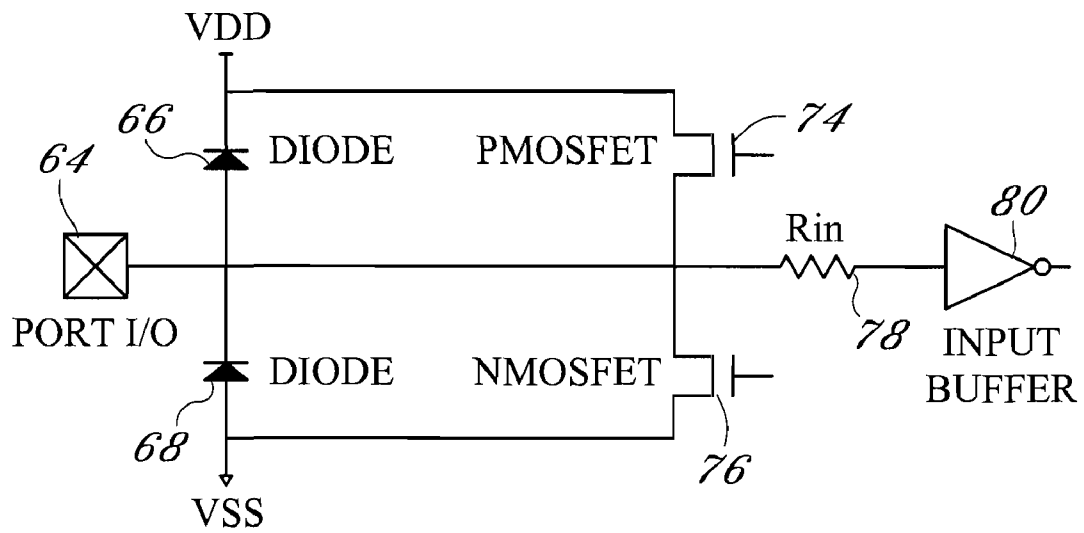 VDD
66
DIODE
PMOSFET
74
64
PORT I/O
Rin
78
80
INPUT
BUFFER
DIODE
68
NMOSFET
76
VSS